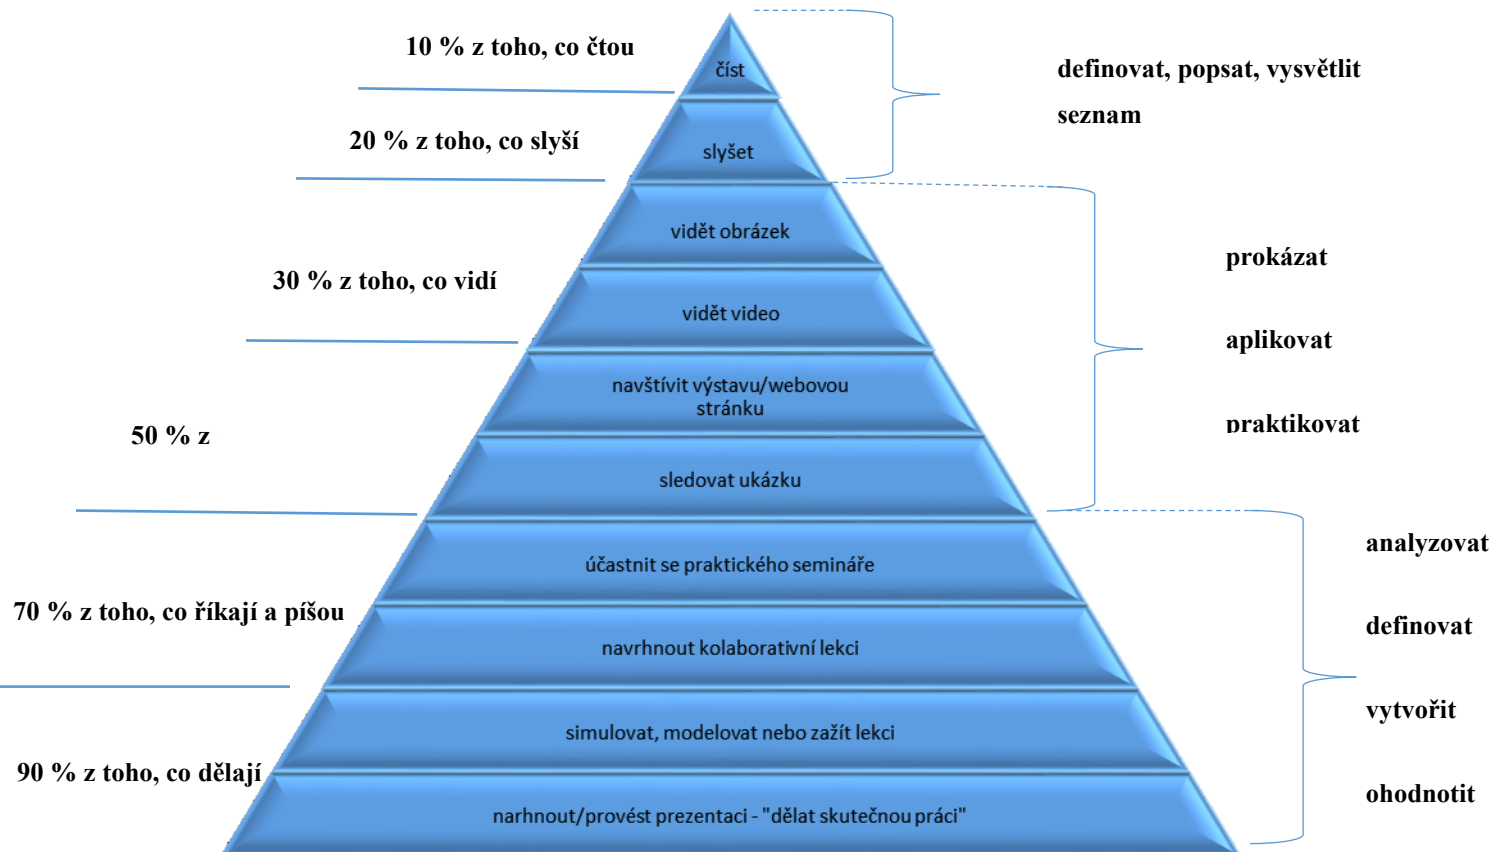 10 % z toho, co čtou
20 % z toho, co slyší
30 % z toho, co vidí
50 % z
70 % z toho, co říkají a píšou
90 % z toho, co dělají
číst
slyšet
vidět obrázek
vidět video
navštívit výstavu/webovou
stránku
sledovat ukázku
účastnit se praktického semináře
navrhnout kolaborativní lekci
simulovat, modelovat nebo zažít lekci
narhnout/provést prezentaci - "dělat skutečnou práci"
definovat, popsat, vysvětlit
seznam
prokázat
aplikovat
praktikovat
analyzovat
definovat
vytvořit
ohodnotit